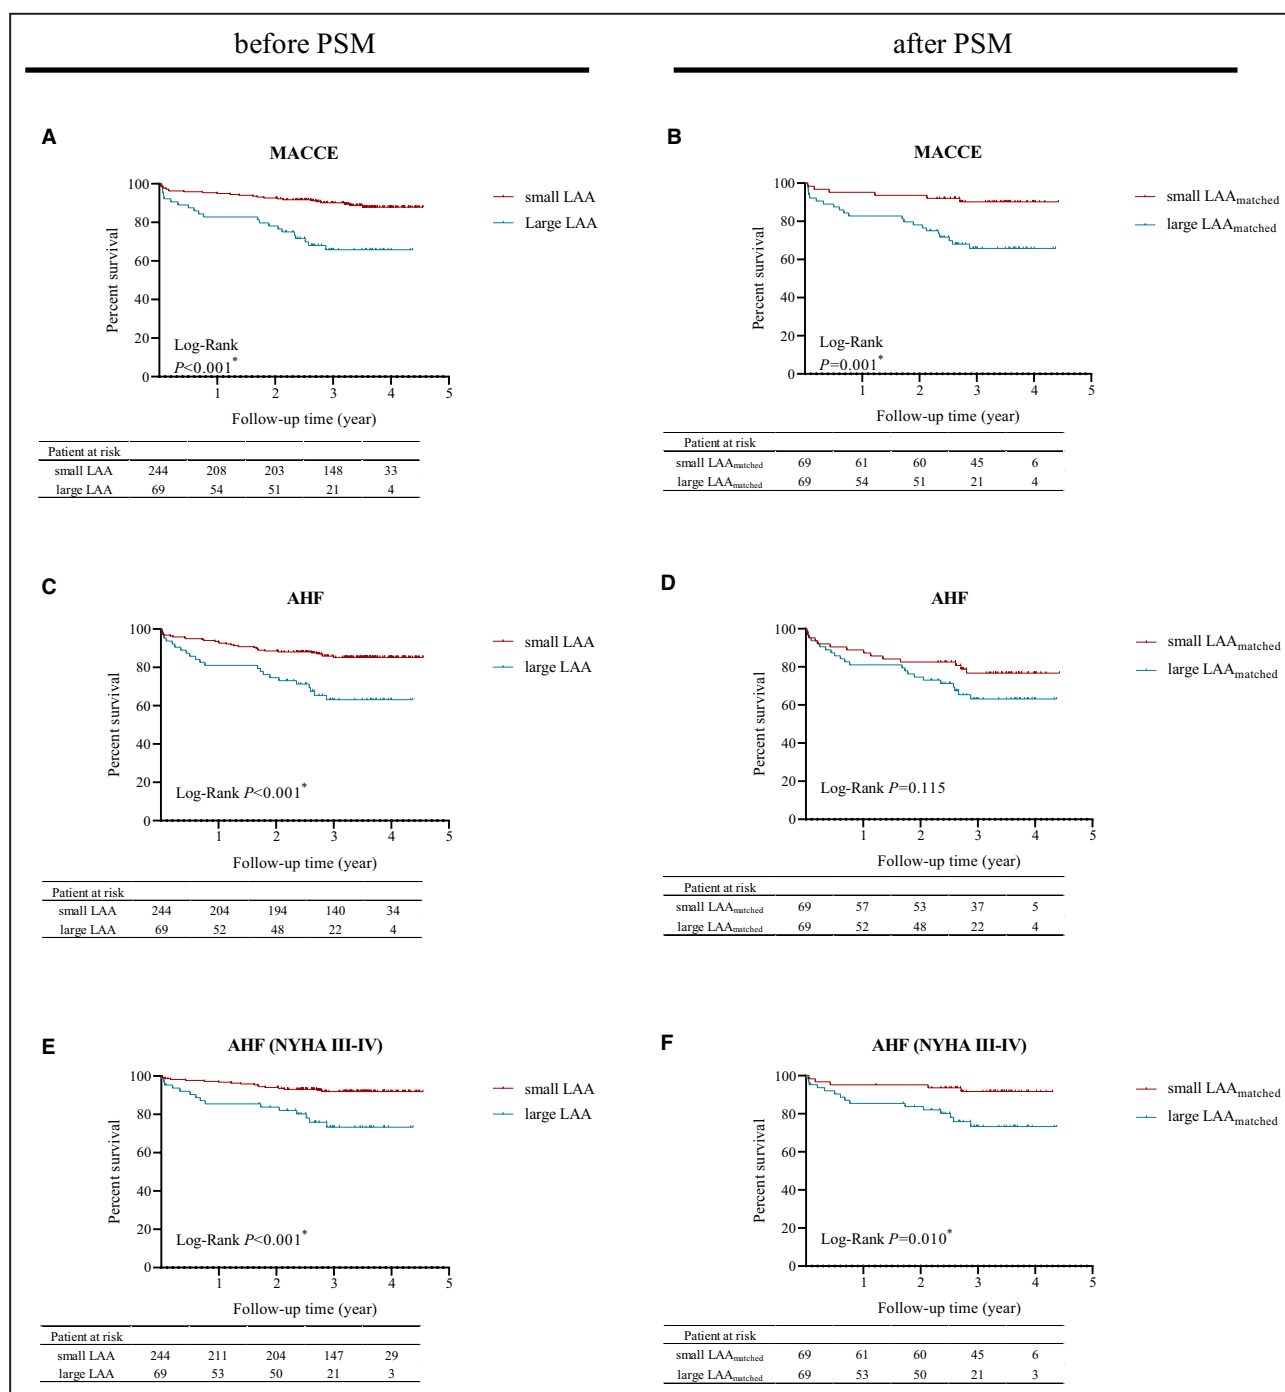 before PSM
after PSM
A
MACCE
100
80
60
40
20
0
Percent survival
Log-Rank
P<0.001*
1 2 3 4 5
Follow-up time (year)
small LAA
Large LAA
Patient at risk
small LAA 244 208 203 148 33
large LAA 69 54 51 21 4
B
MACCE
100
80
60
40
20
0
Percent survival
Log-Rank
P=0.001*
1 2 3 4 5
Follow-up time (year)
small LAAmatched
large LAAmatched
Patient at risk
small LAAmatched 69 61 60 45 6
large LAAmatched 69 54 51 21 4
C
AHF
100
80
60
40
20
0
Percent survival
Log-Rank P<0.001*
1 2 3 4 5
Follow-up time (year)
small LAA
large LAA
Patient at risk
small LAA 244 204 194 140 34
large LAA 69 52 48 22 4
D
AHF
100
80
60
40
20
0
Percent survival
Log-Rank P=0.115
1 2 3 4 5
Follow-up time (year)
small LAAmatched
large LAAmatched
Patient at risk
small LAAmatched 69 57 53 37 5
large LAAmatched 69 52 48 22 4
E
AHF (NYHA III-IV)
100
80
60
40
20
0
Percent survival
Log-Rank P<0.001*
1 2 3 4 5
Follow-up time (year)
small LAA
large LAA
Patient at risk
small LAA 244 211 204 147 29
large LAA 69 53 50 21 3
F
AHF (NYHA III-IV)
100
80
60
40
20
0
Percent survival
Log-Rank P=0.010*
1 2 3 4 5
Follow-up time (year)
small LAAmatched
large LAAmatched
Patient at risk
small LAAmatched 69 61 60 45 6
large LAAmatched 69 53 50 21 3